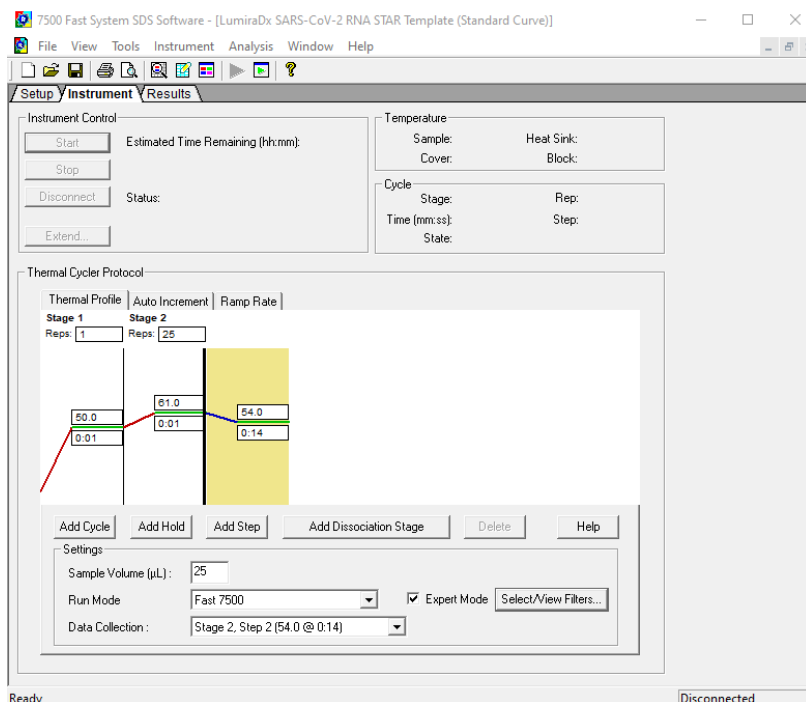 7500 Fast System SDS Software - [LumiraDx SARS-CoV-2 RNA STAR Template (Standard Curve)]
File View Tools Instrument Analysis Window Help
Setup Instrument Results
Instrument Control
Start Estimated Time Remaining (hh:mm):
Stop
Disconnect Status:
Extend...
Temperature
Sample: Heat Sink:
Cover: Block:
Cycle
Stage: Rep:
Time (mm:ss): Step:
State:
Thermal Cycler Protocol
Thermal Profile Auto Increment Ramp Rate
Stage 1 Stage 2
Reps: 1 Reps: 25
50.0 61.0 54.0
0:01 0:01 0:14
Add Cycle Add Hold Add Step Add Dissociation Stage Delete Help
Settings
Sample Volume (µL) : 25
Run Mode Fast 7500 Expert Mode Select/View Filters...
Data Collection : Stage 2, Step 2 (54.0 @ 0:14)
Ready Disconnected